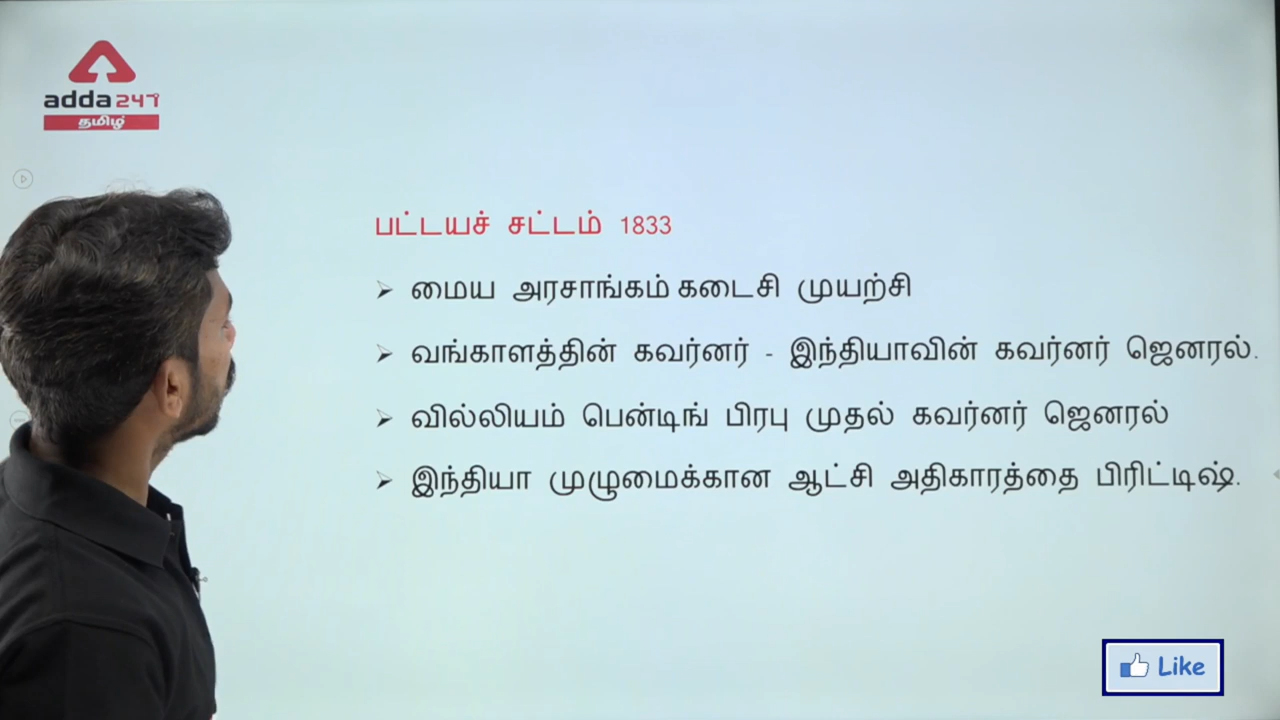 adda247
தமிழ்
பட்டயச் சட்டம் 1833
➢ மைய அரசாங்கம் கடைசி முயற்சி
➢ வங்காளத்தின் கவர்னர் - இந்தியாவின் கவர்னர் ஜெனரல்.
➢ வில்லியம் பென்டிங் பிரபு முதல் கவர்னர் ஜெனரல்
➢ இந்தியா முழுமைக்கான ஆட்சி அதிகாரத்தை பிரிட்டிஷ்.
Like